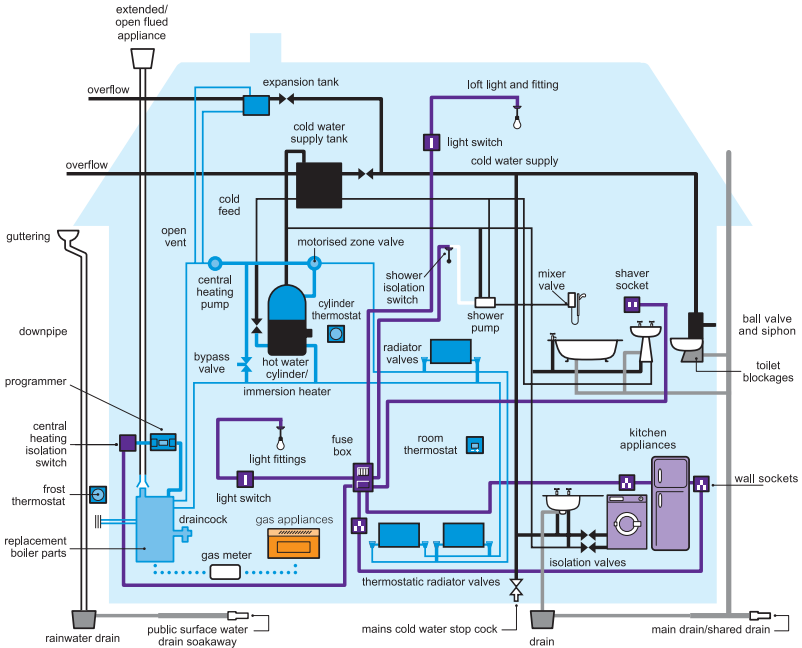 extended/
open flued
appliance
overflow
expansion tank
loft light and fitting
cold water
supply tank
light switch
overflow
cold water supply
cold
feed
guttering
open
vent
motorised zone valve
central
heating
pump
shower
isolation
switch
mixer
valve
shaver
socket
cylinder
thermostat
shower
pump
ball valve
and siphon
downpipe
radiator
valves
bypass
valve
hot water
cylinder/
immersion heater
toilet
blockages
programmer
central
heating
isolation
switch
light fittings
fuse
box
room
thermostat
kitchen
appliances
light switch
wall sockets
frost
thermostat
draincock
gas appliances
replacement
boiler parts
gas meter
isolation valves
thermostatic radiator valves
rainwater drain
public surface water
drain soakaway
mains cold water stop cock
drain
main drain/shared drain